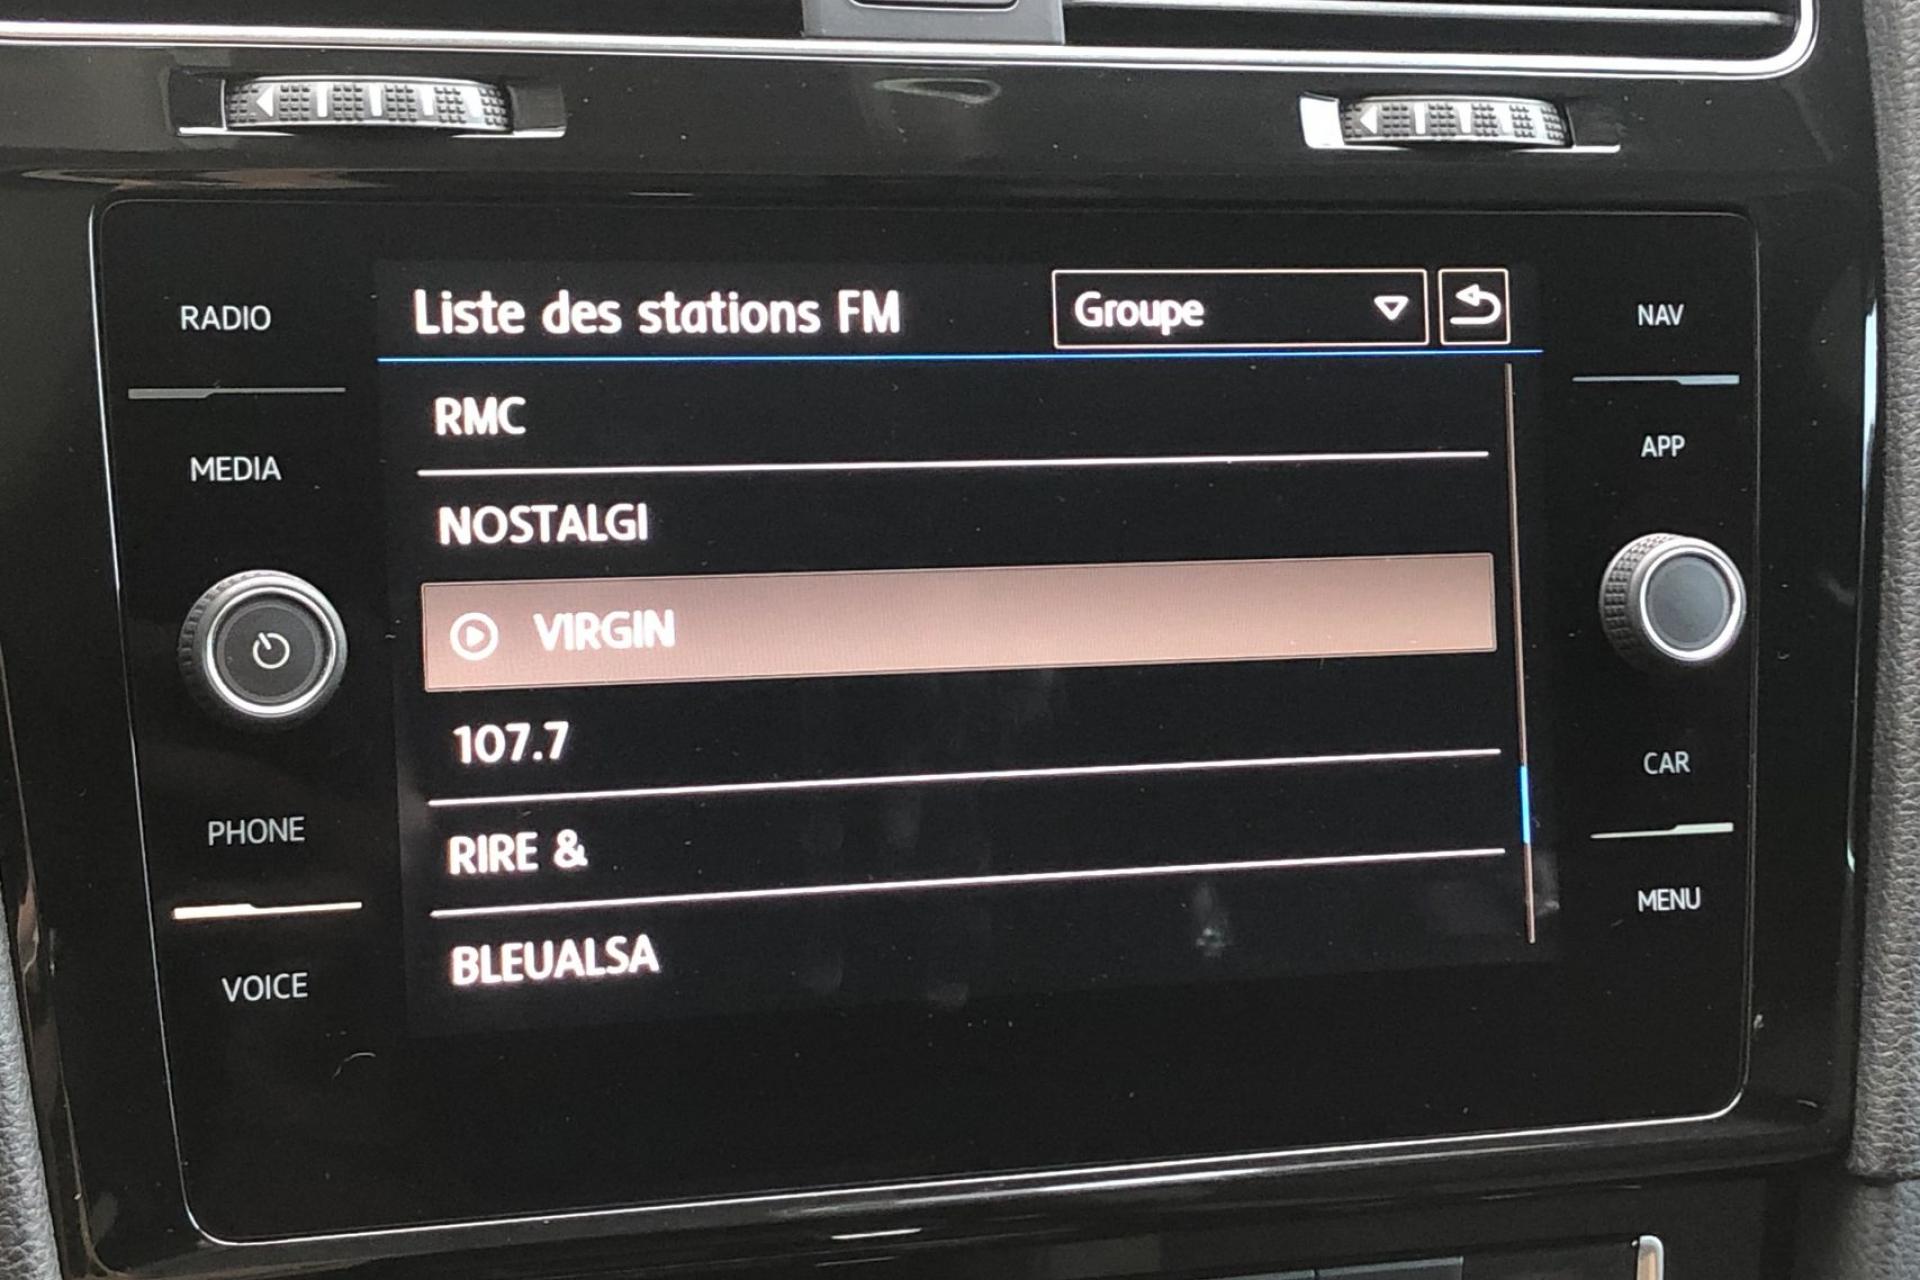 Liste des stations FM
Groupe
RMC
NOSTALGI
VIRGIN
107.7
RIRE &
BLEUALSA
RADIO
MEDIA
PHONE
VOICE
NAV
APP
CAR
MENU